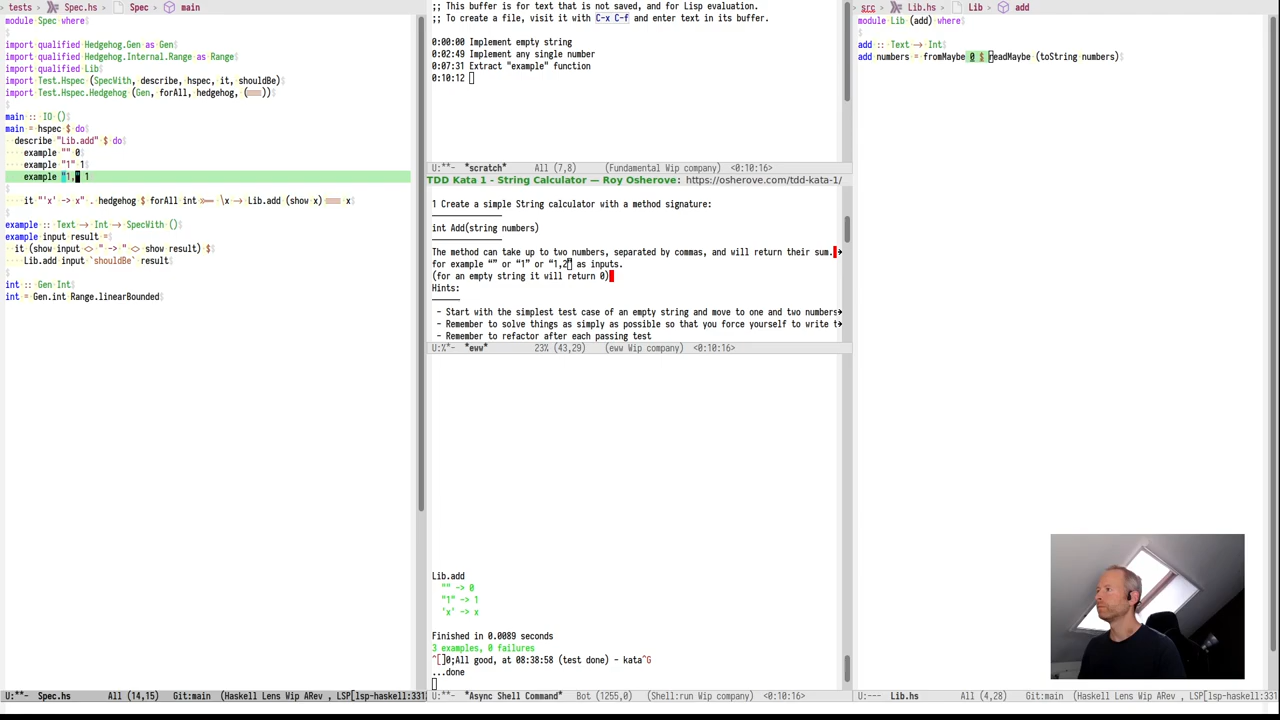 tests 〉 Spec.hs 〉 Spec 〉 main
module Spec where
import qualified Hedgehog.Gen as Gen
import qualified Hedgehog.Internal.Range as Range
import qualified Lib
import Test.Hspec (SpecWith, describe, hspec, it, shouldBe)
import Test.Hspec.Hedgehog (Gen, forAll, hedgehog, (===))
main :: IO ()
main = hspec $ do
describe "Lib.add" $ do
example "" 0
example "1" 1
example "1," 1
it "'x' -> x" . hedgehog $ forAll int >>= \x → Lib.add (show x) === x
example :: Text → Int → SpecWith ()
example input result =
it (show input <> " -> " <> show result) $
Lib.add input `shouldBe` result
int :: Gen Int
int = Gen.int Range.linearBounded
U:**- Spec.hs All (14,15) Git:main (Haskell Lens Wip ARev , LSP[lsp-haskell:331
;; This buffer is for text that is not saved, and for Lisp evaluation.
;; To create a file, visit it with C-x C-f and enter text in its buffer.
0:00:00 Implement empty string
0:02:49 Implement any single number
0:07:31 Extract "example" function
0:10:12
U:**- *scratch* All (7,8) (Fundamental Wip company) <0:10:16>
TDD Kata 1 - String Calculator — Roy Osherove: https://osherove.com/tdd-kata-1/
1 Create a simple String calculator with a method signature:
int Add(string numbers)
The method can take up to two numbers, separated by commas, and will return their sum.
for example “” or “1” or “1,2” as inputs.
(for an empty string it will return 0)
Hints:
- Start with the simplest test case of an empty string and move to one and two numbers
- Remember to solve things as simply as possible so that you force yourself to write t
- Remember to refactor after each passing test
U:%*- *eww* 23% (43,29) (eww Wip company) <0:10:16>
Lib.add
"" -> 0
"1" -> 1
'x' -> x
Finished in 0.0089 seconds
3 examples, 0 failures
^[]0;All good, at 08:38:58 (test done) - kata^G
...done
U:**- *Async Shell Command* Bot (1255,0) (Shell:run Wip company) <0:10:16>
src 〉 Lib.hs 〉 Lib 〉 add
module Lib (add) where
add :: Text → Int
add numbers = fromMaybe 0 $ readMaybe (toString numbers)
U:--- Lib.hs All (4,28) Git:main (Haskell Lens Wip ARev , LSP[lsp-haskell:331